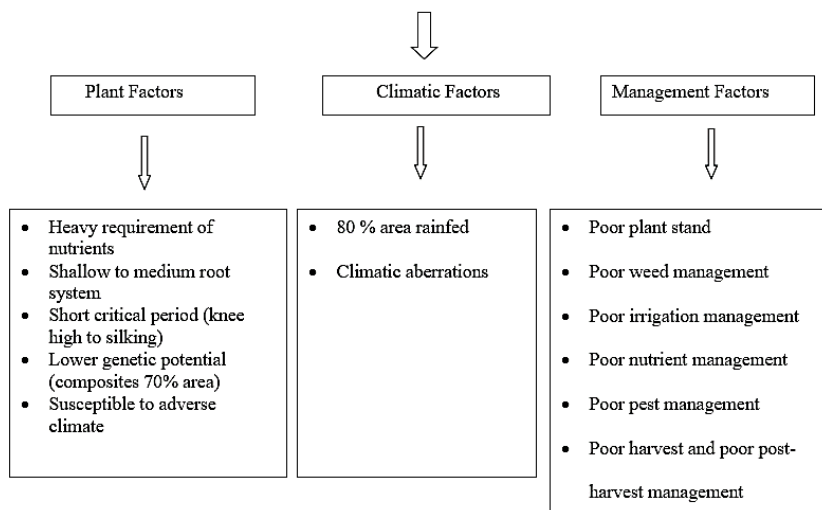 Plant Factors
Climatic Factors
Management Factors
• Heavy requirement of
nutrients
• Shallow to medium root
system
• Short critical period (knee
high to silking)
• Lower genetic potential
(composites 70% area)
• Susceptible to adverse
climate
• 80 % area rainfed
• Climatic aberrations
• Poor plant stand
• Poor weed management
• Poor irrigation management
• Poor nutrient management
• Poor pest management
• Poor harvest and poor post-
harvest management